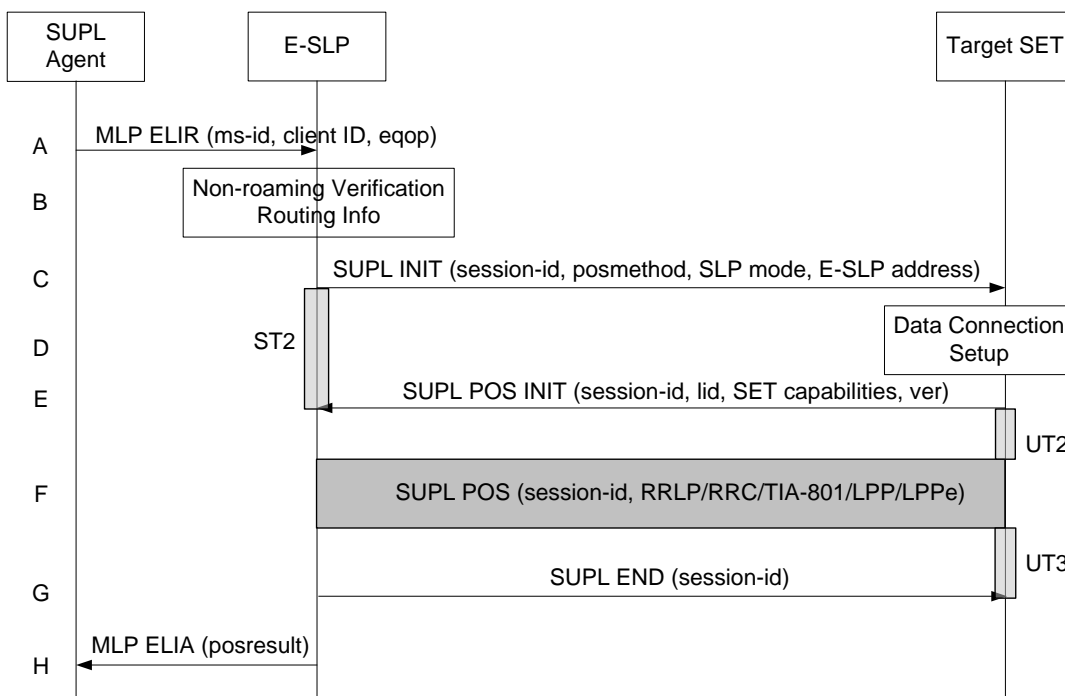 SUPL
Agent
E-SLP
Target SET
A
MLP ELIR (ms-id, client ID, eqop)
B
Non-roaming Verification
Routing Info
C
SUPL INIT (session-id, posmethod, SLP mode, E-SLP address)
D
ST2
Data Connection
Setup
E
SUPL POS INIT (session-id, lid, SET capabilities, ver)
UT2
F
SUPL POS (session-id, RRLP/RRC/TIA-801/LPP/LPPe)
UT3
G
SUPL END (session-id)
H
MLP ELIA (posresult)